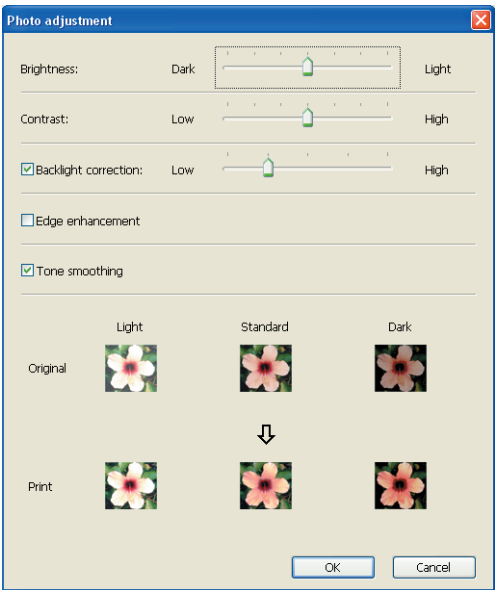 Photo adjustment
Brightness: Dark Light
Contrast: Low High
Backlight correction: Low High
Edge enhancement
Tone smoothing
Light Standard Dark
Original
Print
OK Cancel